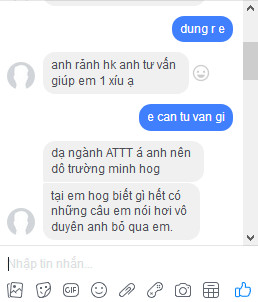 dung r e
anh rảnh hk anh tư vấn
giúp em 1 xíu ạ
e can tu van gi
dạ ngành ATTT á anh nên
dô trường minh hog
tại em hog biết gì hết có
những câu em nói hơi vô
duyên anh bỏ qua em.
Nhập tin nhắn...
GIF